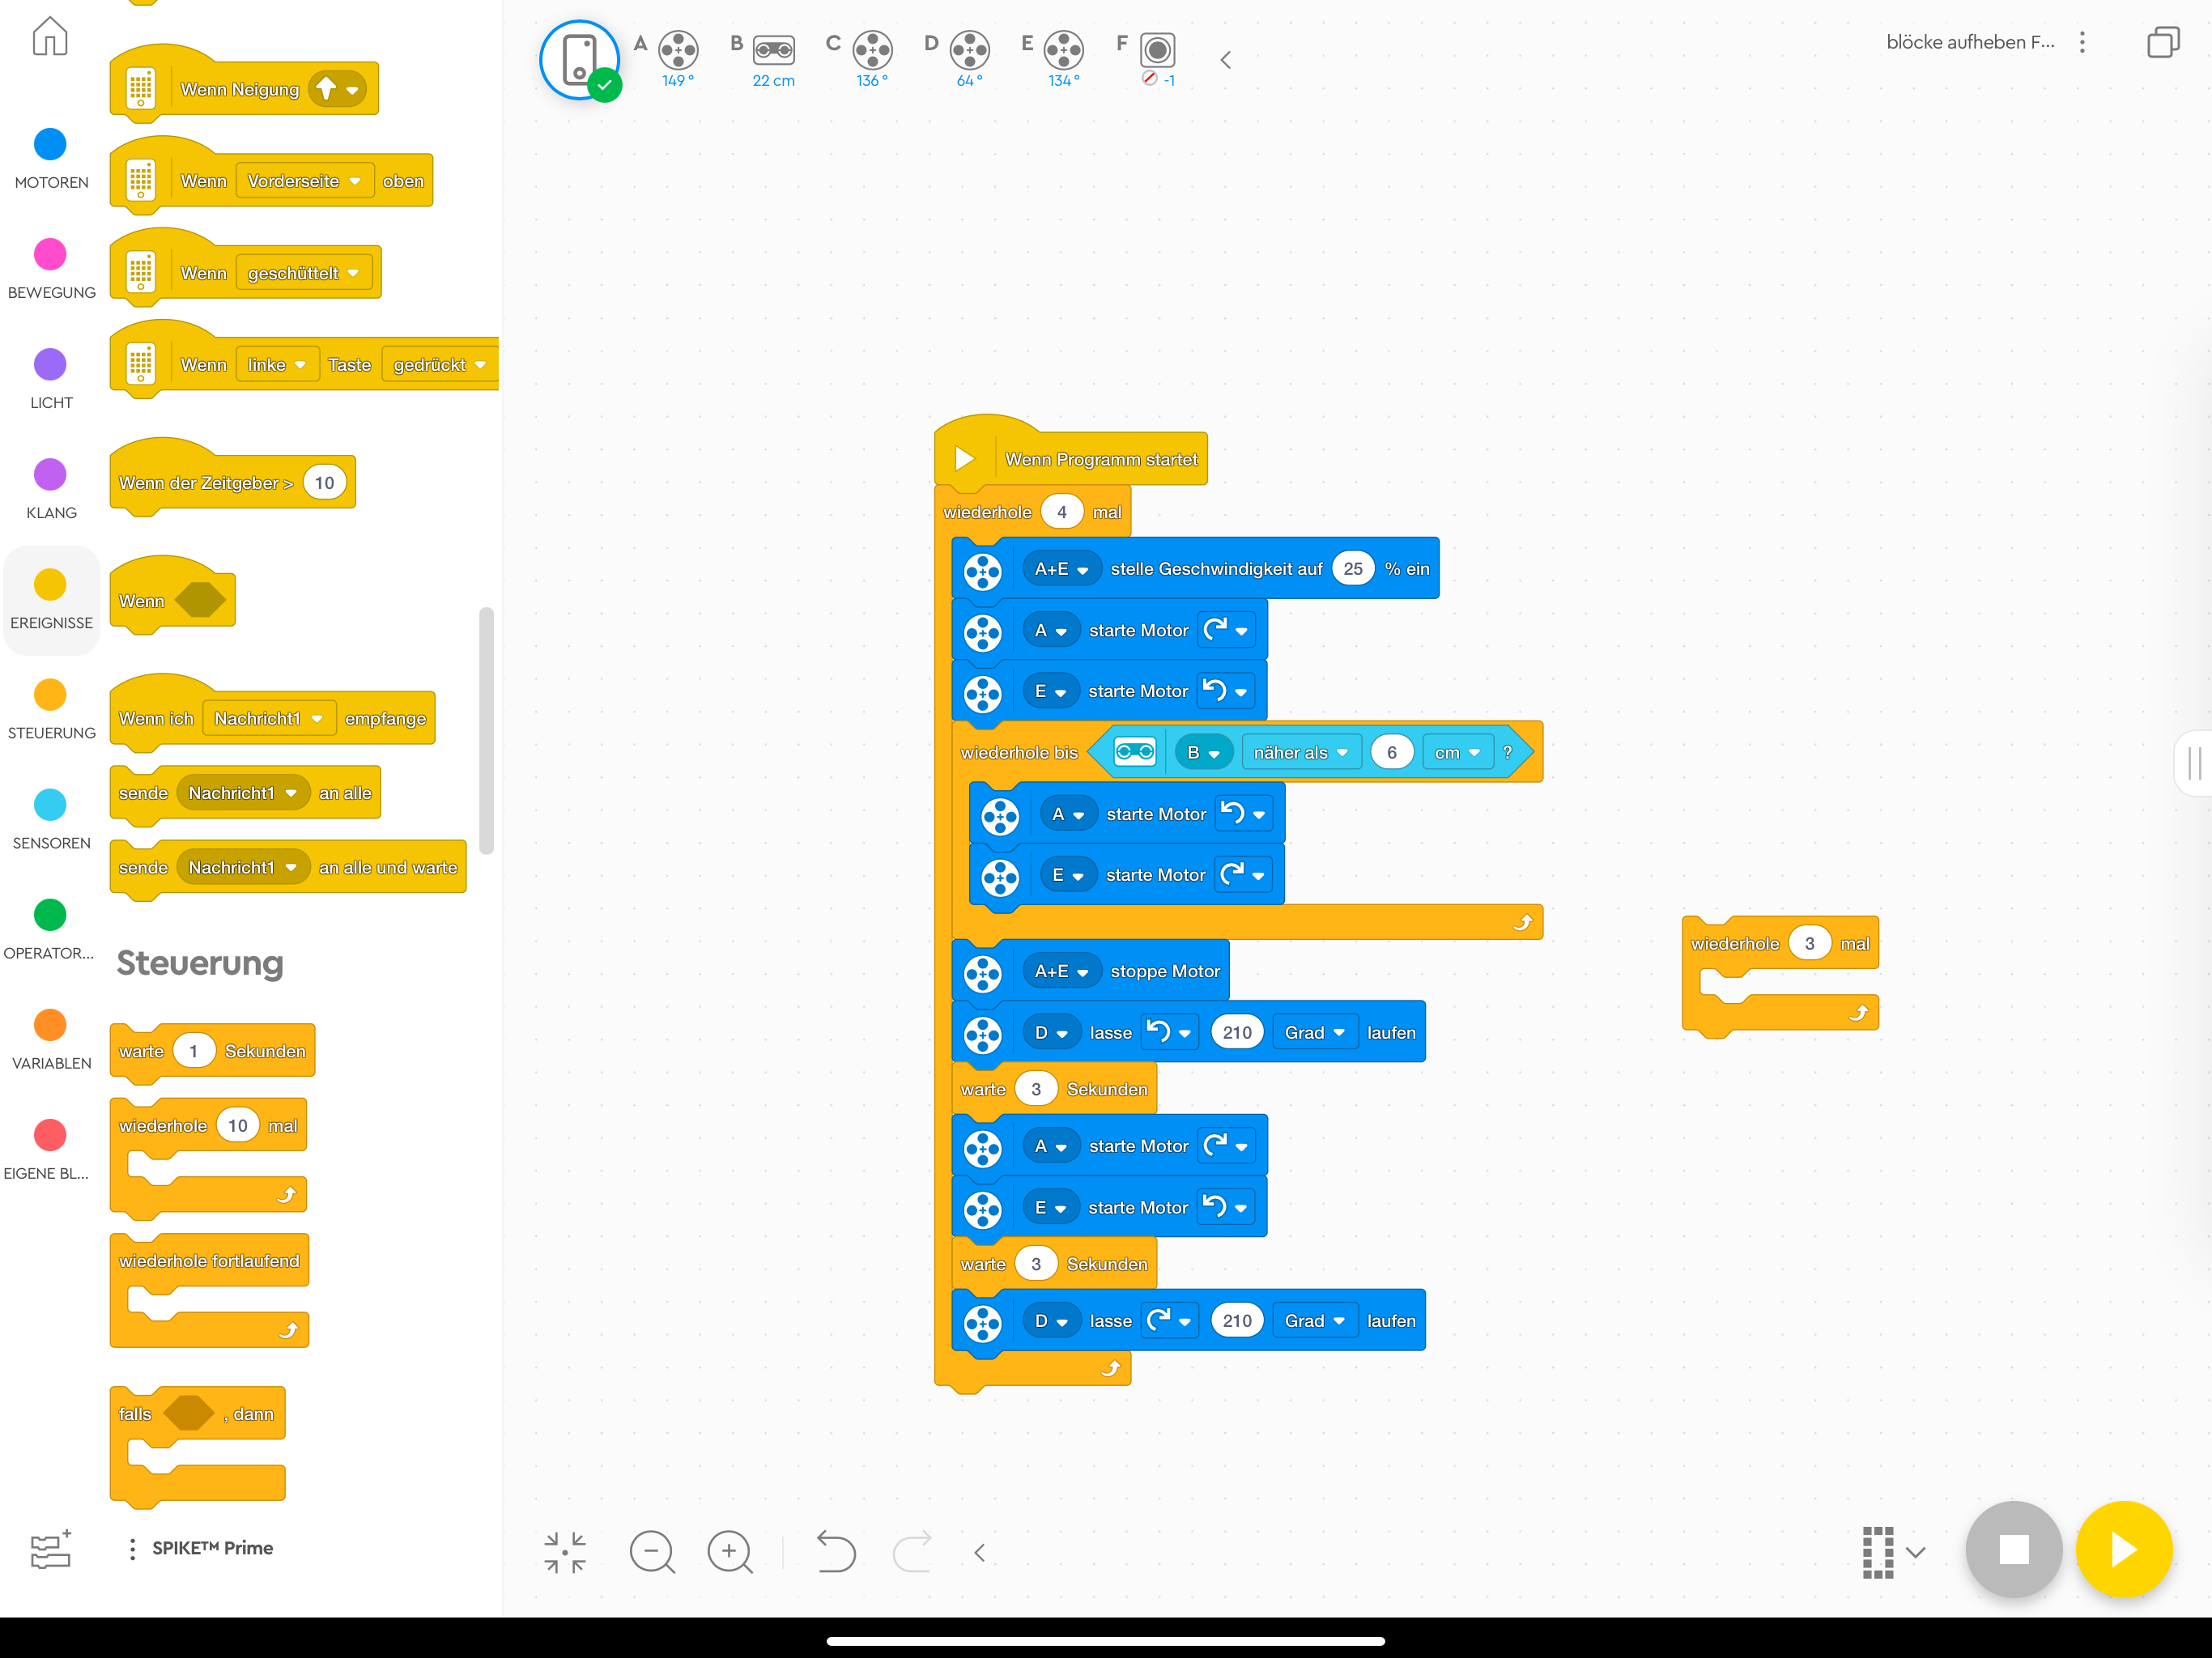 A B C D E F
149 ° 22 cm 136 ° 64 ° 134 ° -1
blöcke aufheben F...
MOTOREN
BEWEGUNG
LICHT
KLANG
EREIGNISSE
STEUERUNG
SENSOREN
OPERATOR...
VARIABLEN
EIGENE BL...
Wenn Neigung
Wenn Vorderseite oben
Wenn geschüttelt
Wenn linke Taste gedrückt
Wenn der Zeitgeber > 10
Wenn
Wenn ich Nachricht1 empfange
sende Nachricht1 an alle
sende Nachricht1 an alle und warte
Steuerung
warte 1 Sekunden
wiederhole 10 mal
wiederhole fortlaufend
falls , dann
SPIKE™ Prime
Wenn Programm startet
wiederhole 4 mal
A+E stelle Geschwindigkeit auf 25 % ein
A starte Motor
E starte Motor
wiederhole bis B näher als 6 cm ?
A starte Motor
E starte Motor
A+E stoppe Motor
D lasse 210 Grad laufen
warte 3 Sekunden
A starte Motor
E starte Motor
warte 3 Sekunden
D lasse 210 Grad laufen
wiederhole 3 mal